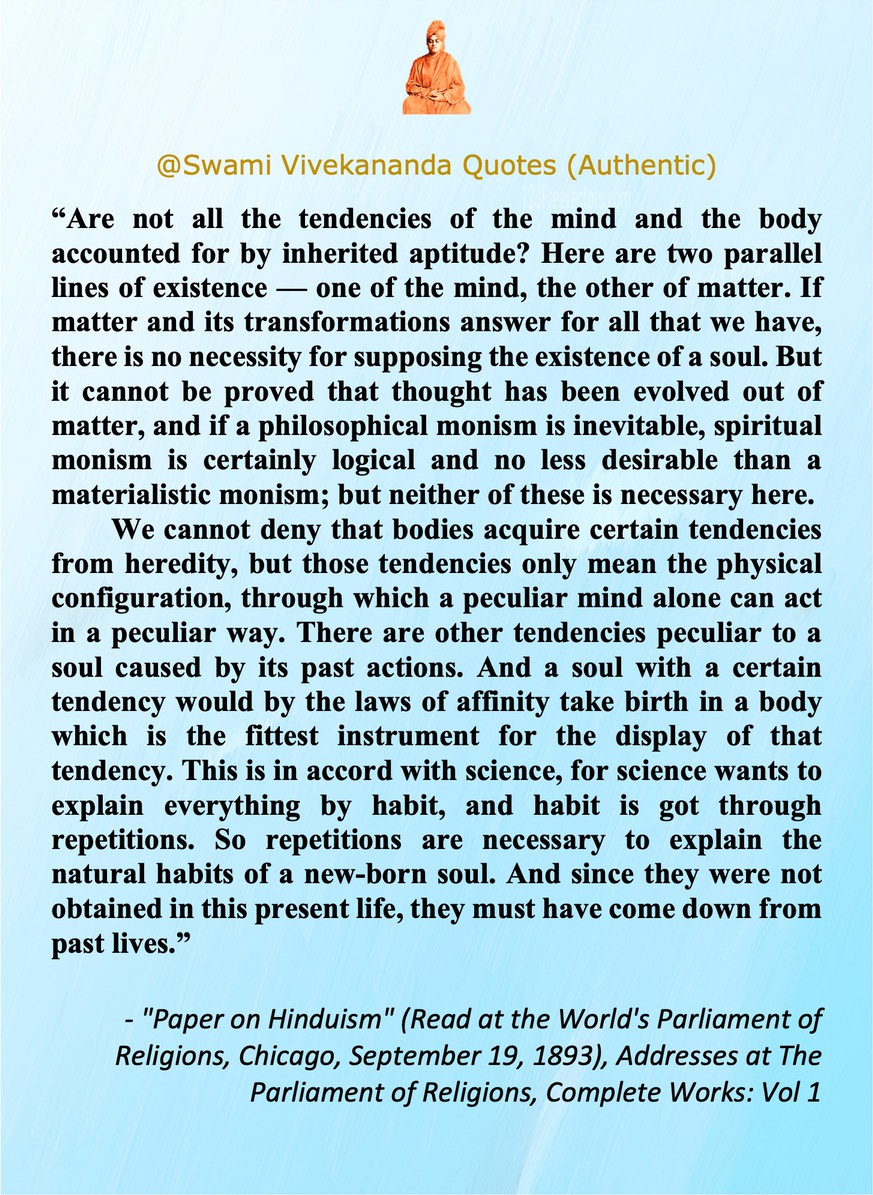 @Swami Vivekananda Quotes (Authentic)
“Are not all the tendencies of the mind and the body
accounted for by inherited aptitude? Here are two parallel
lines of existence — one of the mind, the other of matter. If
matter and its transformations answer for all that we have,
there is no necessity for supposing the existence of a soul. But
it cannot be proved that thought has been evolved out of
matter, and if a philosophical monism is inevitable, spiritual
monism is certainly logical and no less desirable than a
materialistic monism; but neither of these is necessary here.
We cannot deny that bodies acquire certain tendencies
from heredity, but those tendencies only mean the physical
configuration, through which a peculiar mind alone can act
in a peculiar way. There are other tendencies peculiar to a
soul caused by its past actions. And a soul with a certain
tendency would by the laws of affinity take birth in a body
which is the fittest instrument for the display of that
tendency. This is in accord with science, for science wants to
explain everything by habit, and habit is got through
repetitions. So repetitions are necessary to explain the
natural habits of a new-born soul. And since they were not
obtained in this present life, they must have come down from
past lives.”
- "Paper on Hinduism" (Read at the World's Parliament of
Religions, Chicago, September 19, 1893), Addresses at The
Parliament of Religions, Complete Works: Vol 1